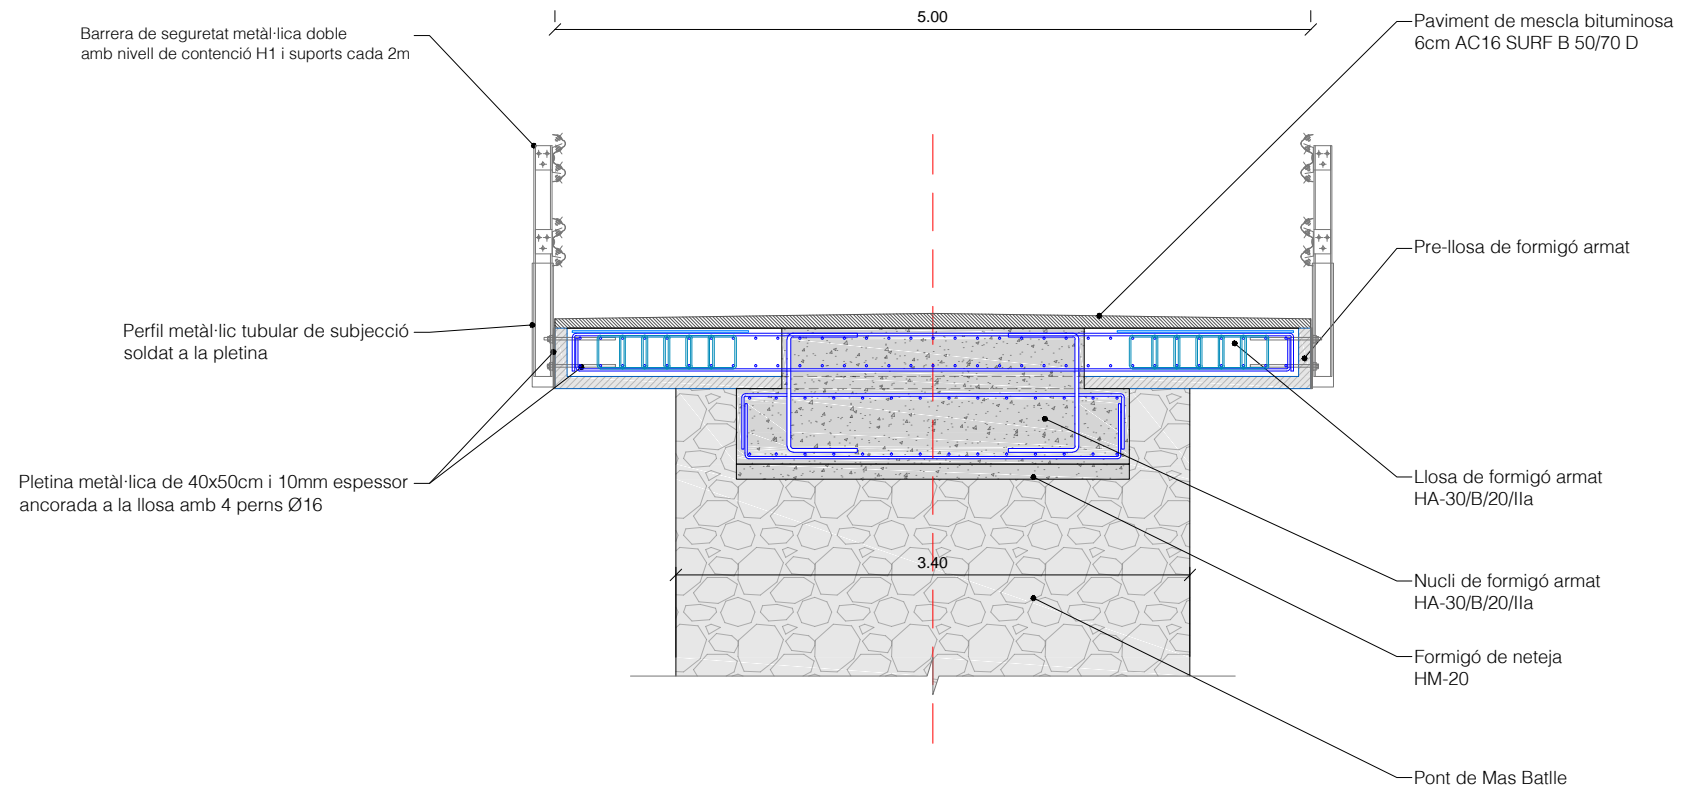 5.00
Barrera de seguretat metàl·lica doble
amb nivell de contenció H1 i suports cada 2m
Paviment de mescla bituminosa
6cm AC16 SURF B 50/70 D
Pre-llosa de formigó armat
Perfil metàl·lic tubular de subjecció
soldat a la pletina
Pletina metàl·lica de 40x50cm i 10mm espessor
ancorada a la llosa amb 4 perns Ø16
Llosa de formigó armat
HA-30/B/20/IIa
3.40
Nucli de formigó armat
HA-30/B/20/IIa
Formigó de neteja
HM-20
Pont de Mas Batlle